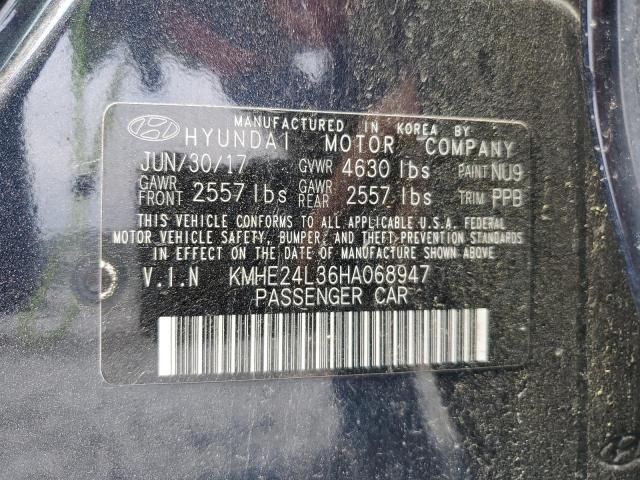 MANUFACTURED IN KOREA BY
HYUNDAI MOTOR COMPANY
JUN/30/17 GVWR 4630 lbs PAINT NU9
GAWR FRONT 2557 lbs GAWR REAR 2557 lbs TRIM PPB
THIS VEHICLE CONFORMS TO ALL APPLICABLE U.S.A. FEDERAL
MOTOR VEHICLE SAFETY, BUMPER, AND THEFT PREVENTION
STANDARDS IN EFFECT ON THE DATE OF MANUFACTURE SHOWN ABOVE.
V.I.N KMHE24L36HA068947
PASSENGER CAR